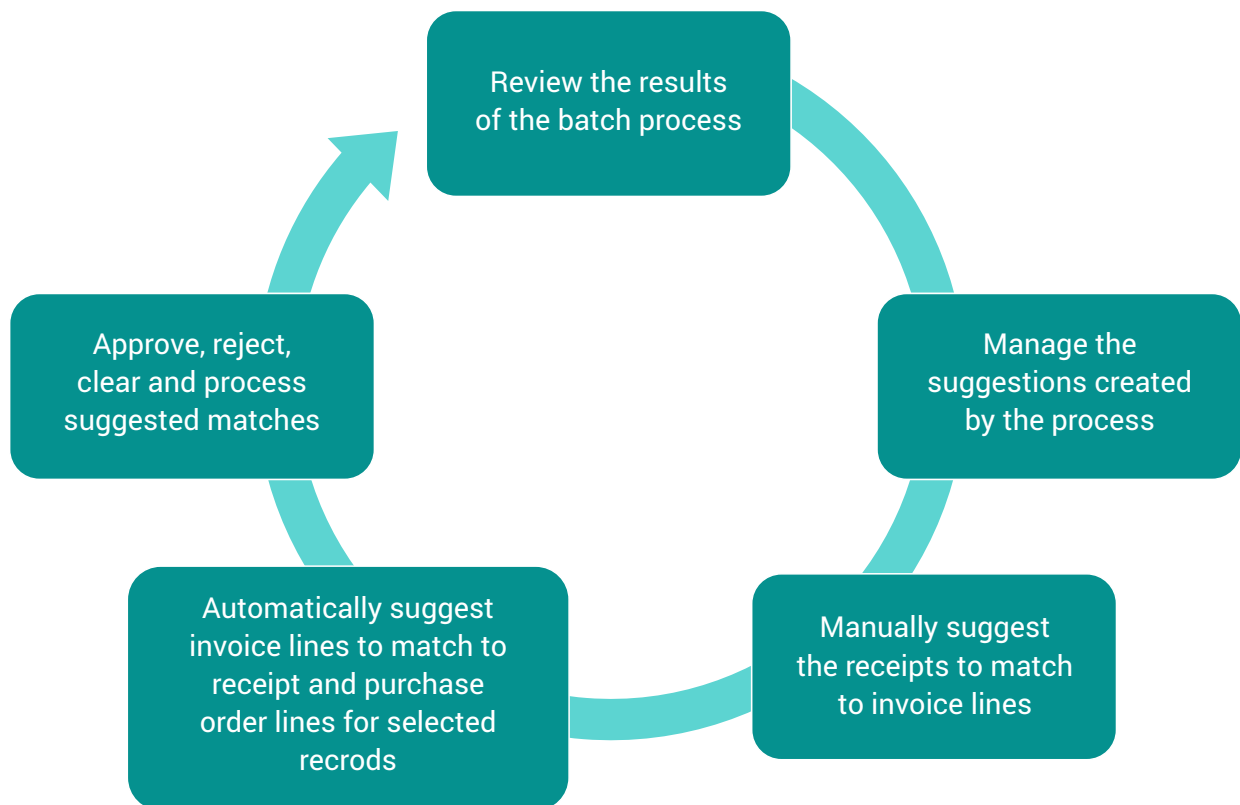 Review the results
of the batch process
Manage the
suggestions created
by the process
Manually suggest
the receipts to match
to invoice lines
Automatically suggest
invoice lines to match to
receipt and purchase
order lines for selected
recrods
Approve, reject,
clear and process
suggested matches